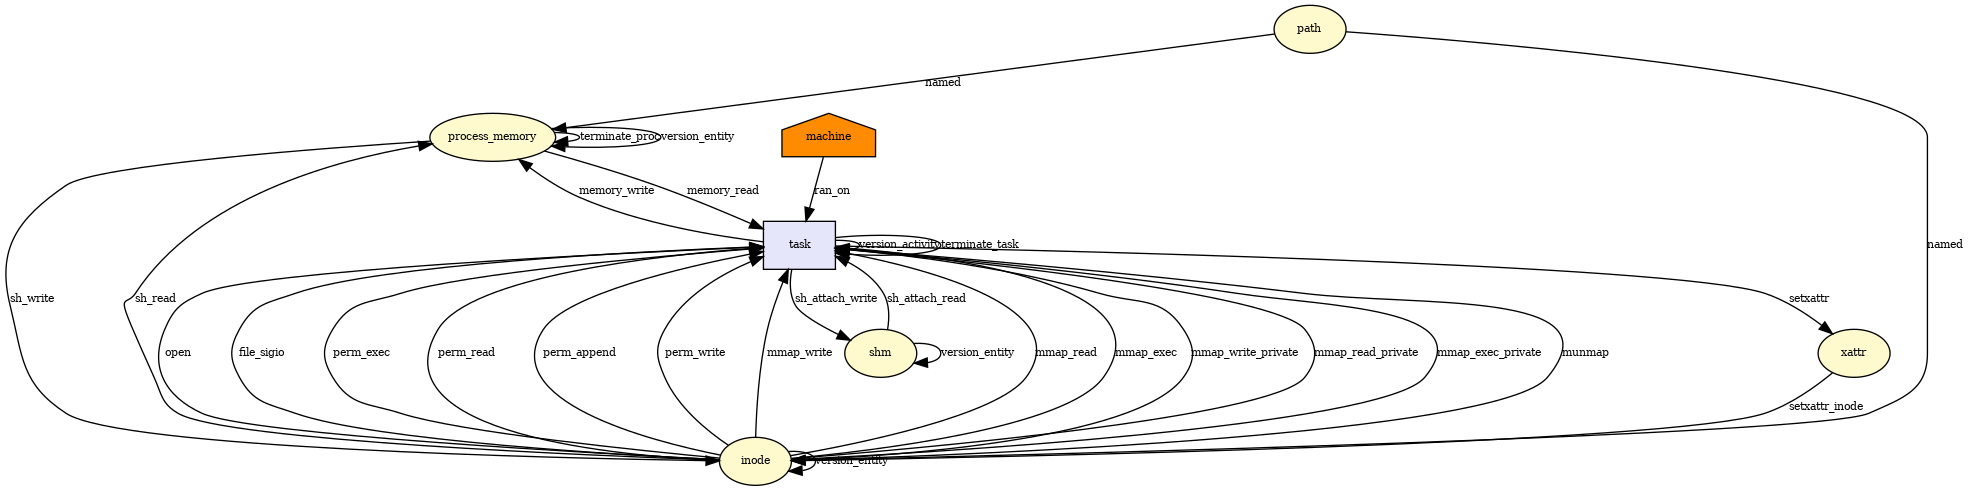 path
named
process_memory
terminate_proc
version_entity
machine
memory_write
memory_read
ran_on
task
version_activity
terminate_task
named
sh_write
sh_read
sh_attach_write
sh_attach_read
setxattr
open
file_sigio
perm_exec
perm_read
perm_append
perm_write
mmap_write
shm
version_entity
mmap_read
mmap_exec
mmap_write_private
mmap_read_private
mmap_exec_private
munmap
xattr
setxattr_inode
inode
version_entity